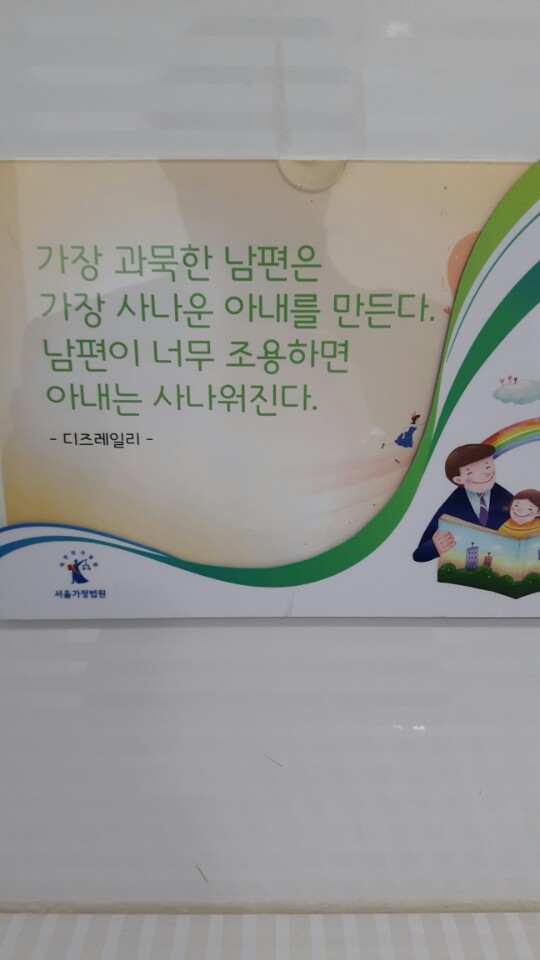 가장 과묵한 남편은
가장 사나운 아내를 만든다.
남편이 너무 조용하면
아내는 사나워진다.
- 디즈레일리 -
서울가정법원